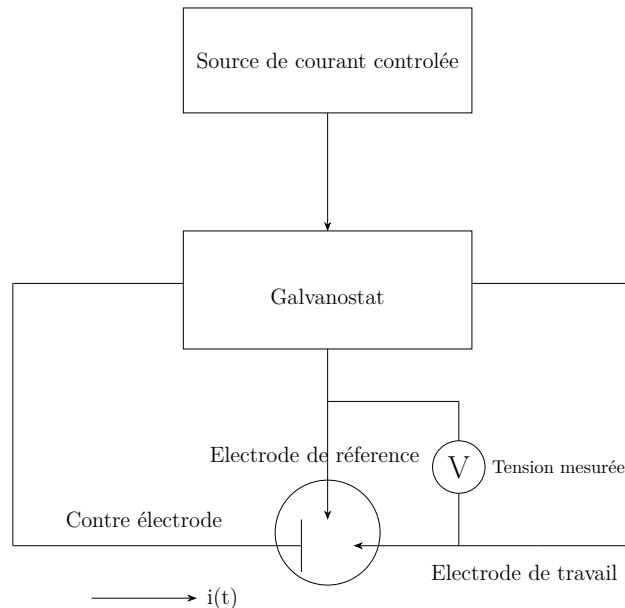 Source de courant controlée
Galvanostat
Electrode de réference
V
Tension mesurée
Contre électrode
Electrode de travail
i(t)